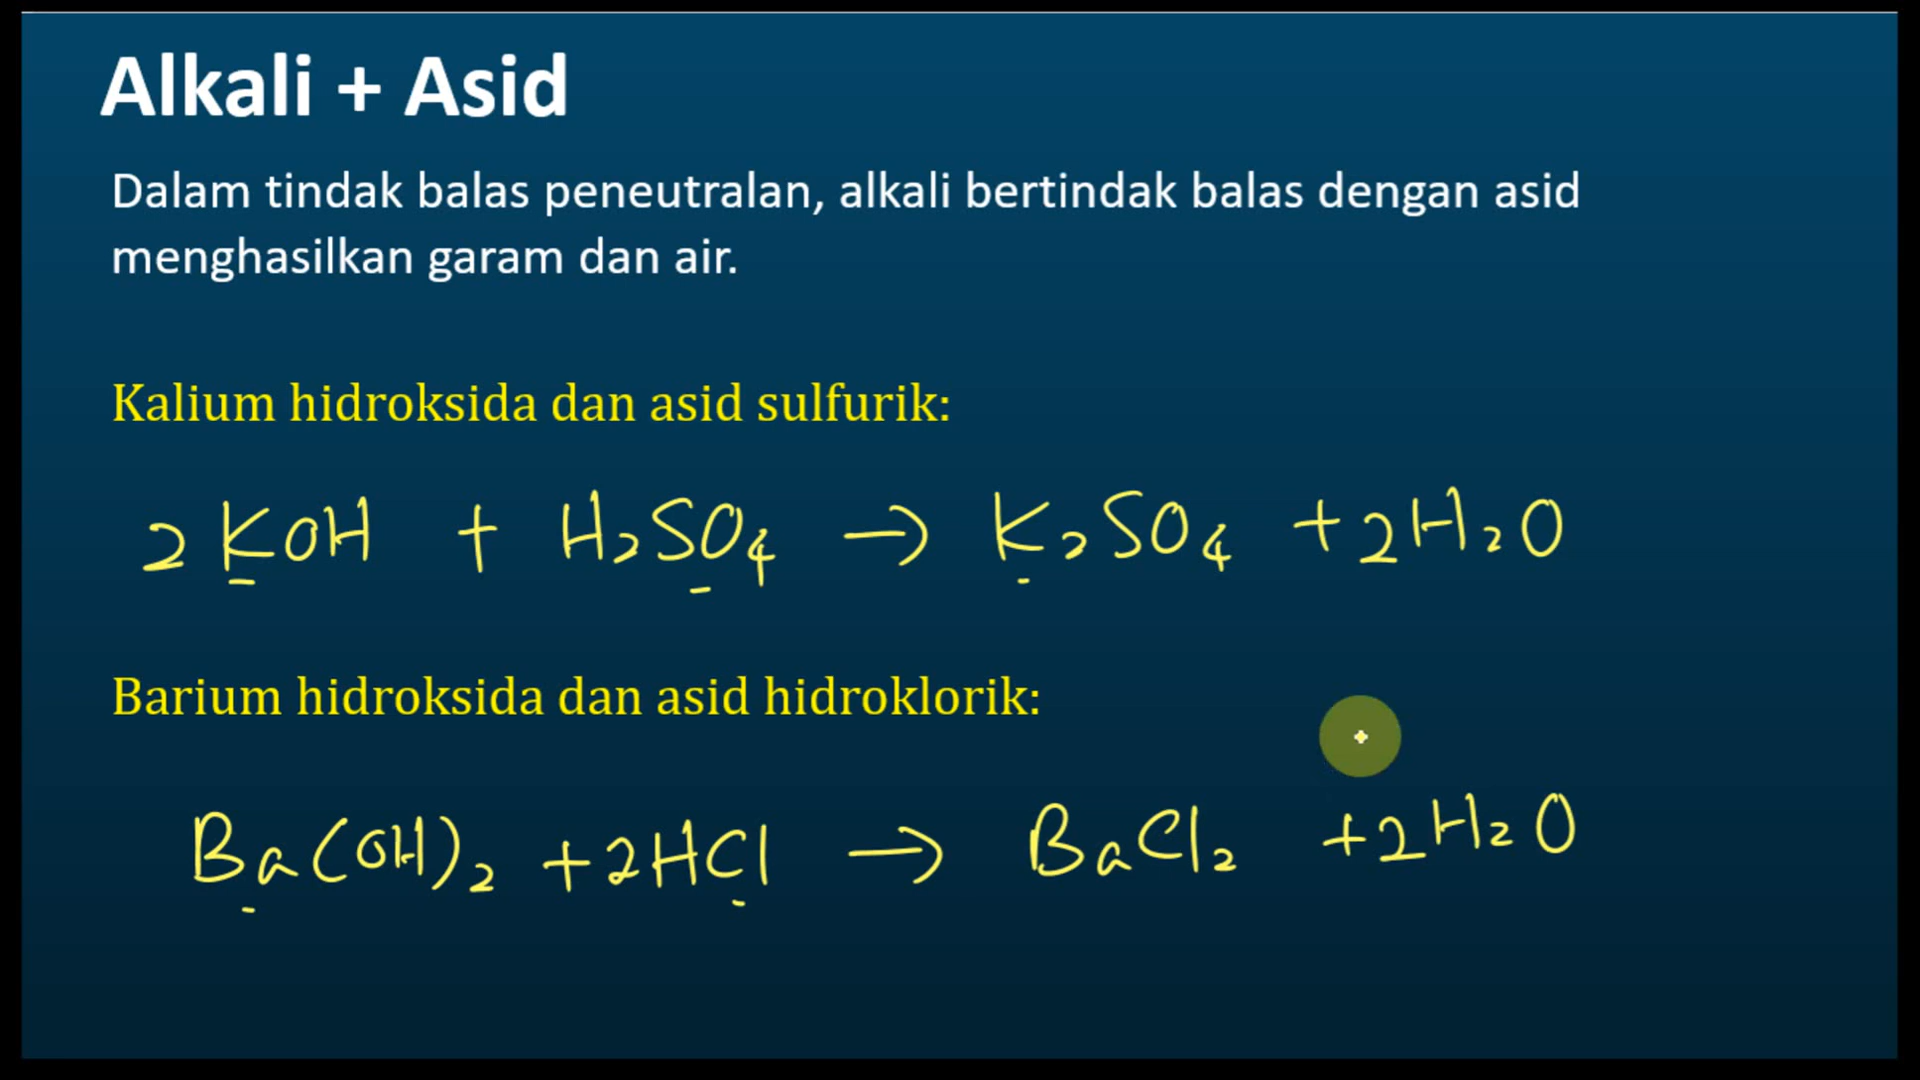 Alkali + Asid
Dalam tindak balas peneutralan, alkali bertindak balas dengan asid
menghasilkan garam dan air.
Kalium hidroksida dan asid sulfurik:
2KOH + H₂SO₄ → K₂SO₄ + 2H₂O
Barium hidroksida dan asid hidroklorik:
Ba(OH)₂ + 2HCl → BaCl₂ + 2H₂O